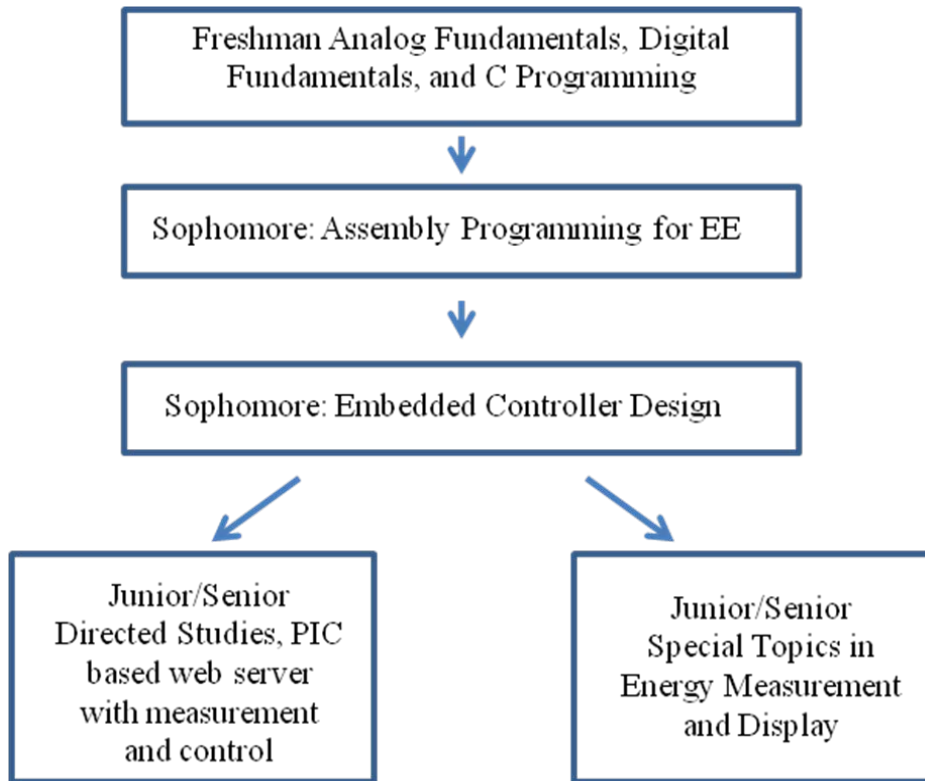 Freshman Analog Fundamentals, Digital
Fundamentals, and C Programming
Sophomore: Assembly Programming for EE
Sophomore: Embedded Controller Design
Junior/Senior
Directed Studies, PIC
based web server
with measurement
and control
Junior/Senior
Special Topics in
Energy Measurement
and Display